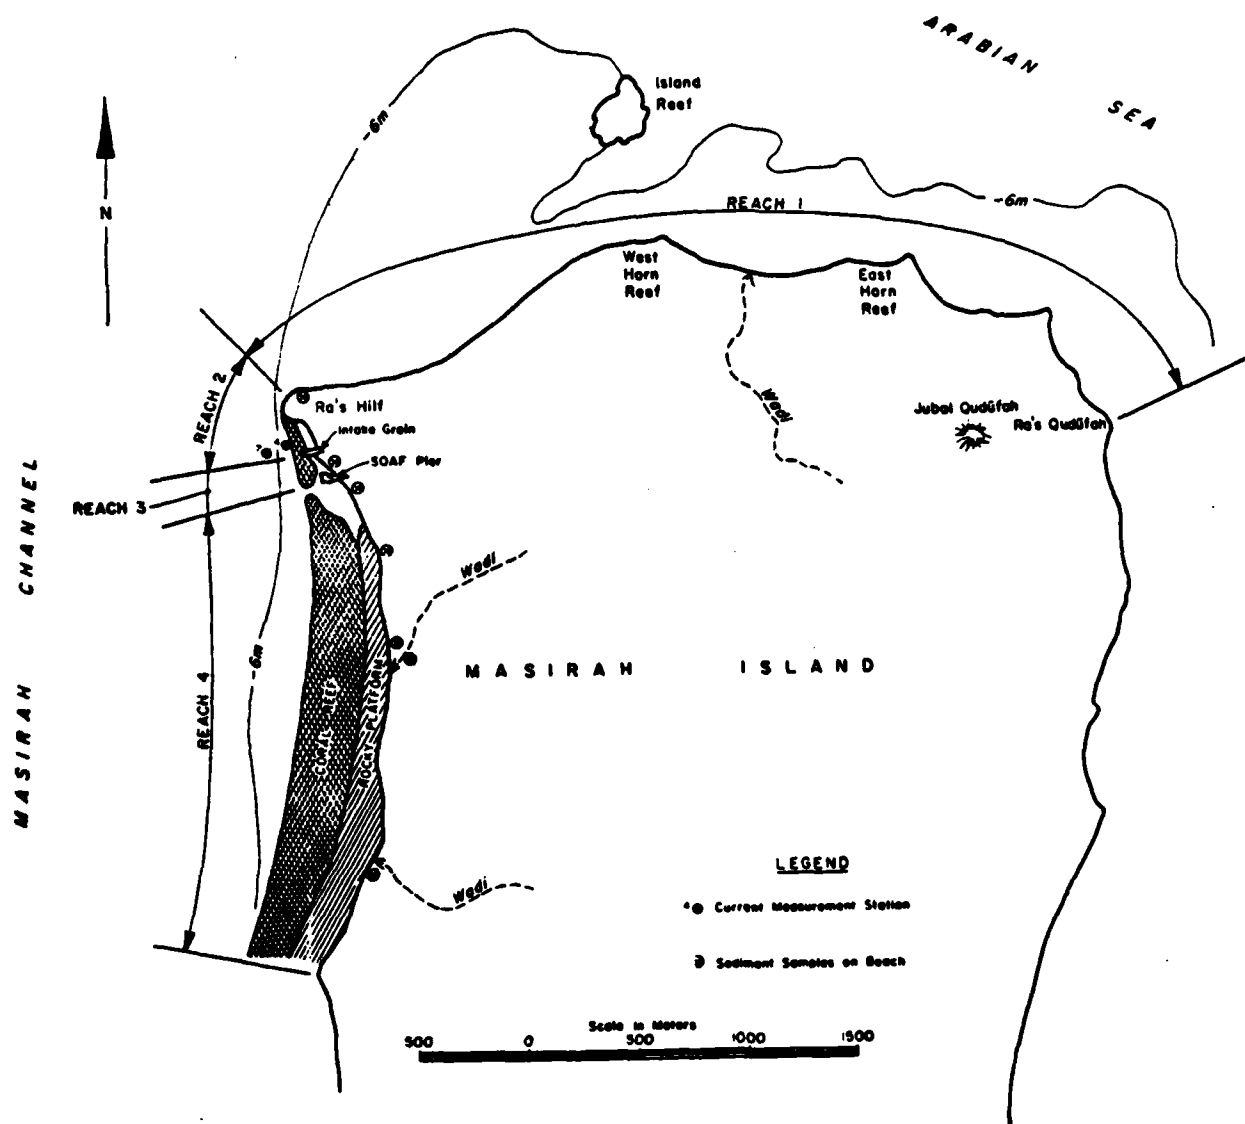 ARABIAN
SEA
Island
Reef
-6m
N
REACH 1
-6m
West
Horn
Reef
East
Horn
Reef
REACH 2
Ra's Hilf
Intake Groin
SOAF Pier
Wadi
Jubal Qudūfah
Ra's Qudūfah
REACH 3
MASIRAH CHANNEL
Wadi
-6m
REACH 4
CORAL REEF
ROCKY PLATFORM
MASIRAH ISLAND
Wadi
LEGEND
Current Measurement Station
Sediment Samples on Beach
Scale in Meters
500 0 500 1000 1500